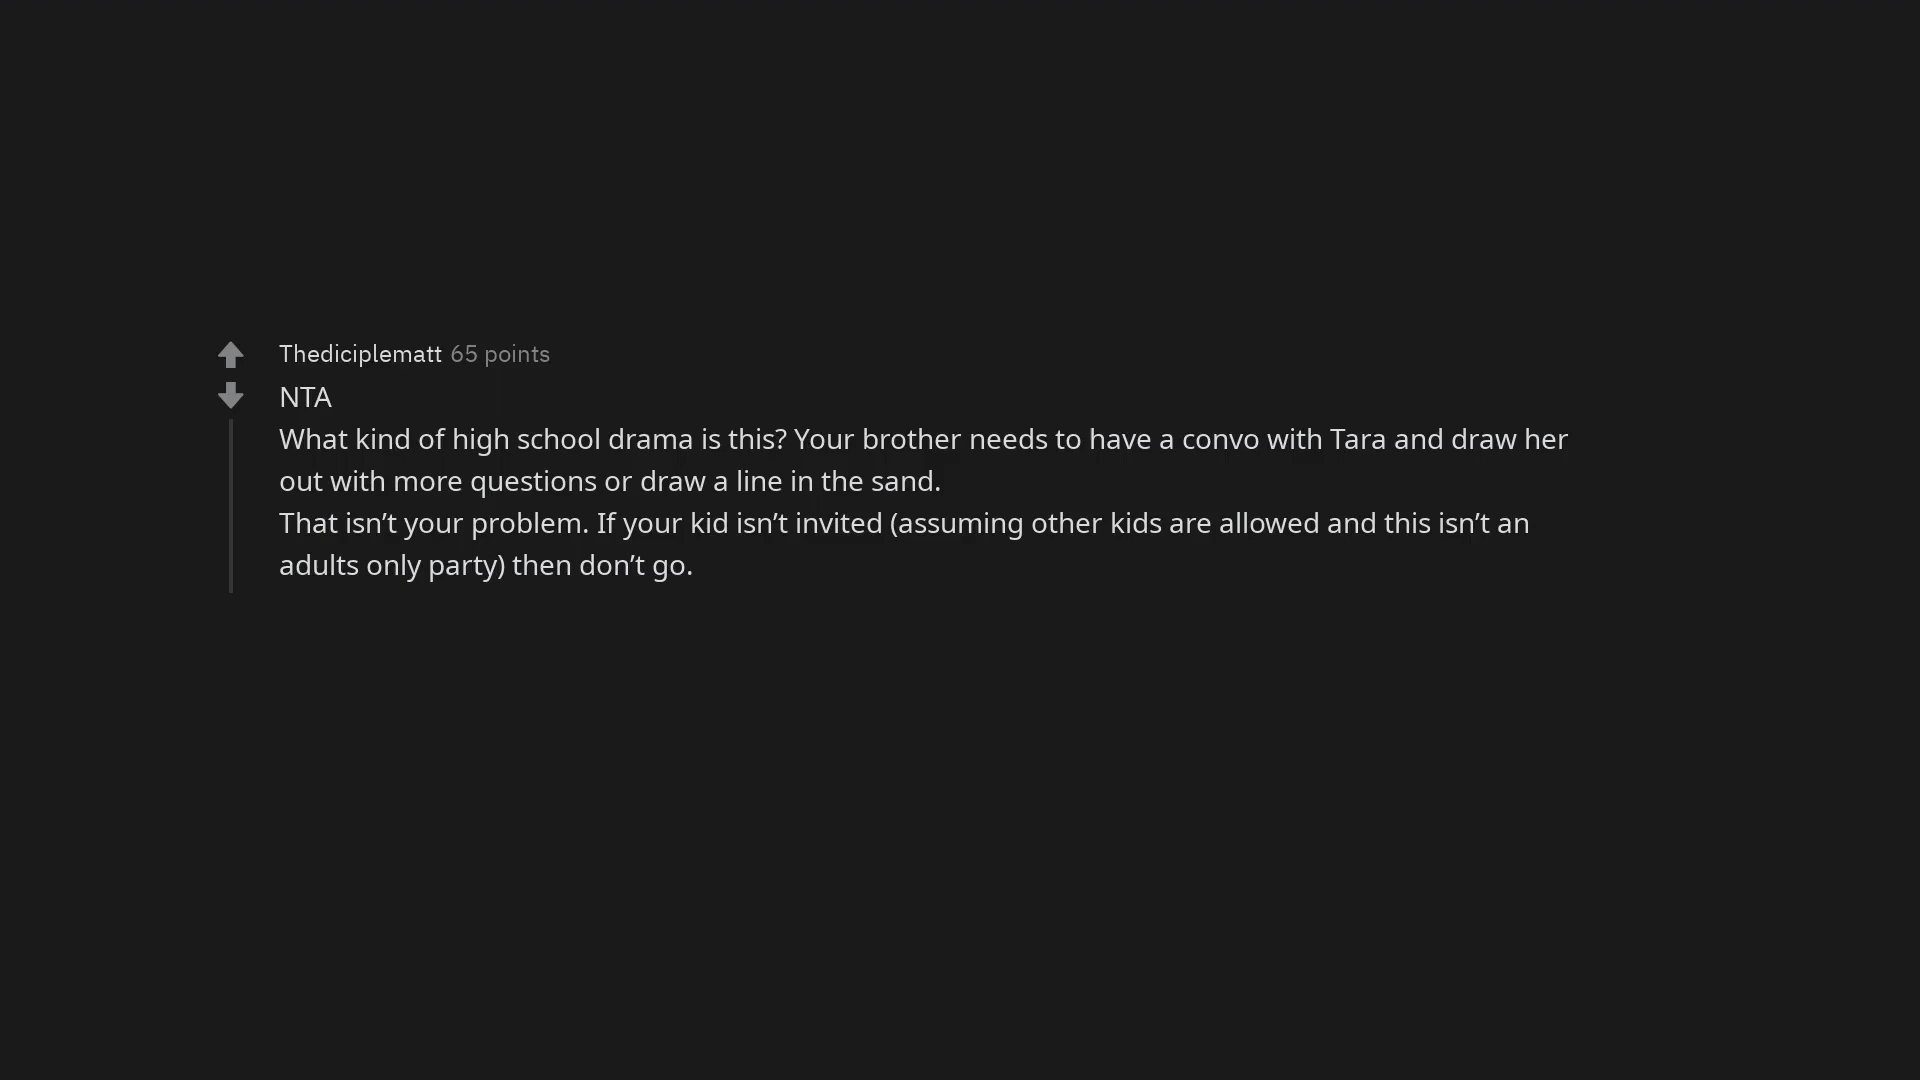 Thediciplematt 65 points
NTA
What kind of high school drama is this? Your brother needs to have a convo with Tara and draw her
out with more questions or draw a line in the sand.
That isn’t your problem. If your kid isn’t invited (assuming other kids are allowed and this isn’t an
adults only party) then don’t go.